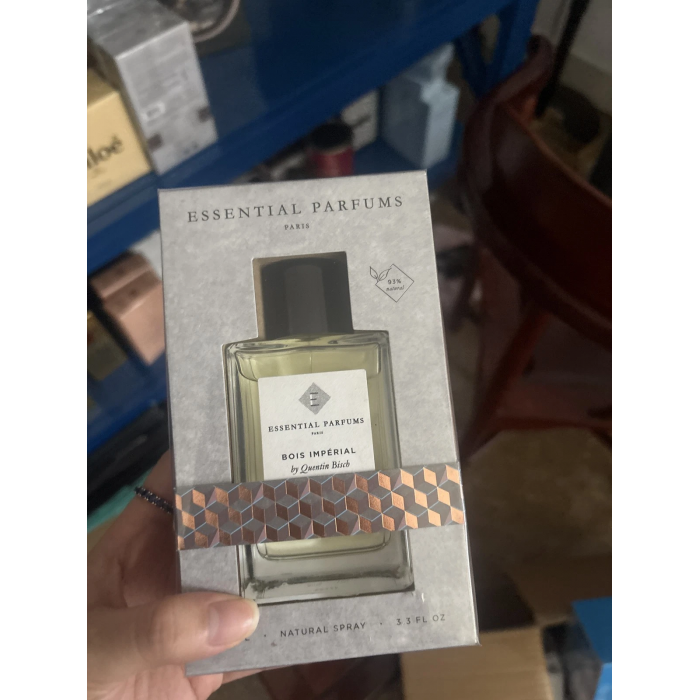 loé
ESSENTIAL PARFUMS
PARIS
93%
natural
E
ESSENTIAL PARFUMS
PARIS
BOIS IMPÉRIAL
by Quentin Bisch
· NATURAL SPRAY · 3 3 FL OZ